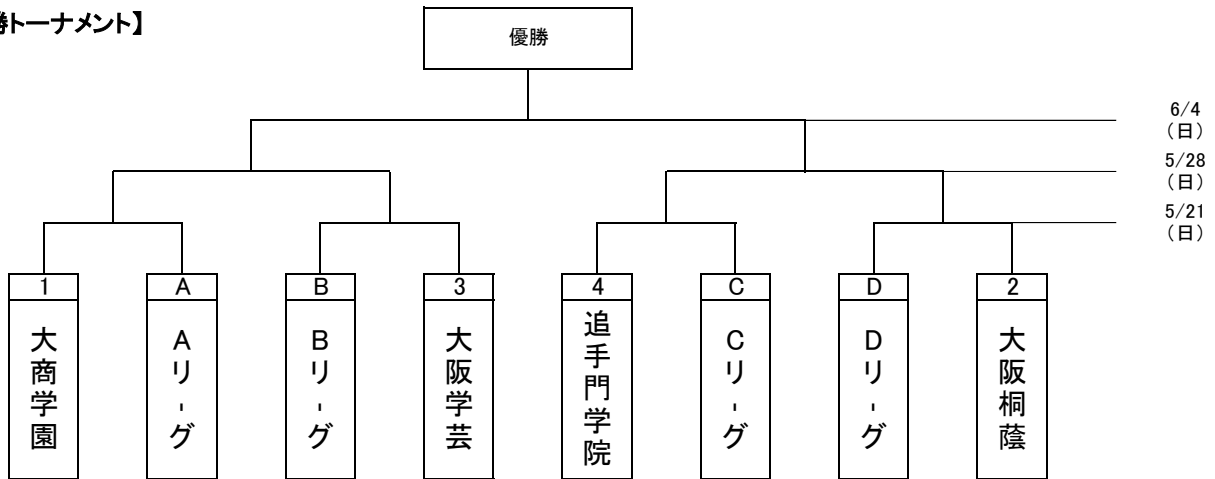 勝トーナメント】
優勝
6/4
（日）
5/28
（日）
5/21
（日）
1
A
B
3
4
C
D
2
大商学園
Aリーグ
Bリーグ
大阪学芸
追手門学院
Cリーグ
Dリーグ
大阪桐蔭